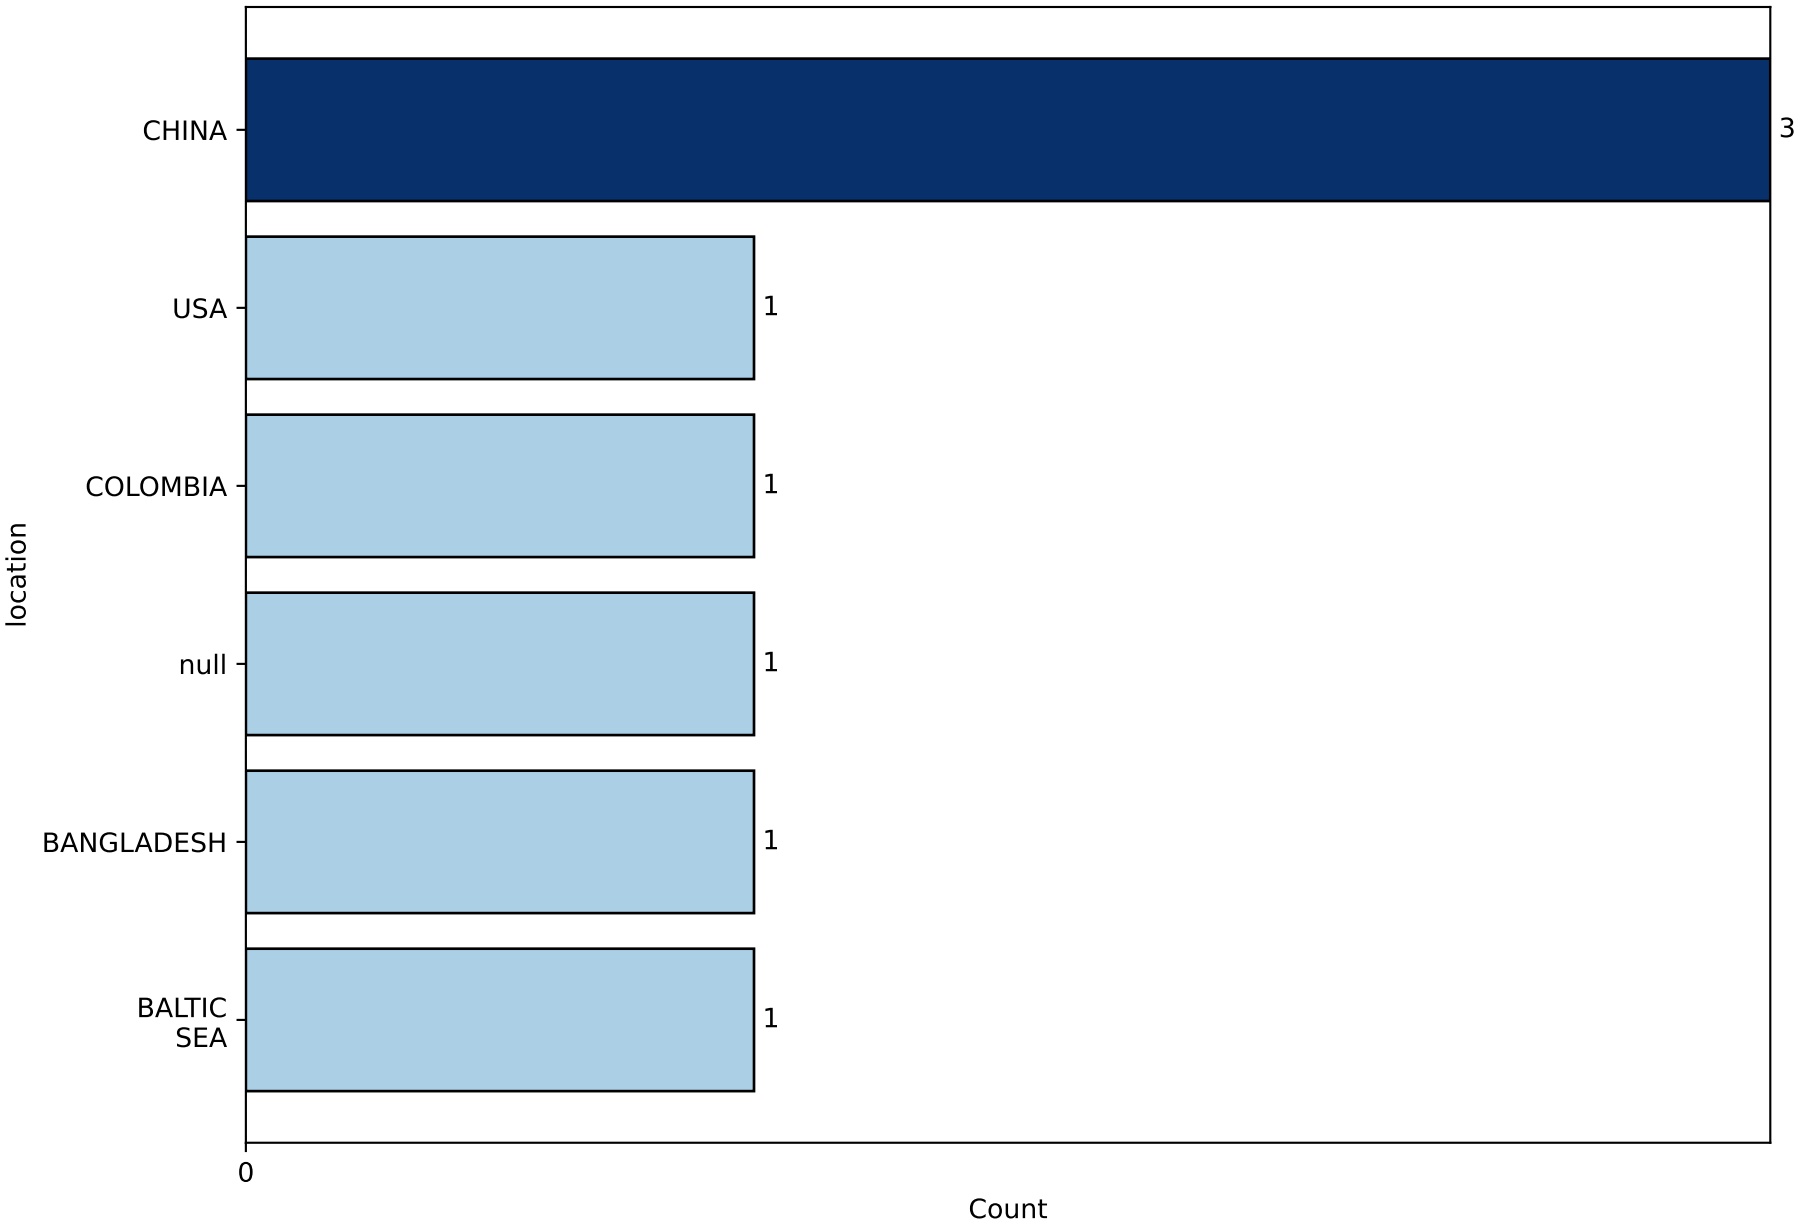 CHINA
3
USA
1
COLOMBIA
1
location
null
1
BANGLADESH
1
BALTIC
SEA
1
0
Count